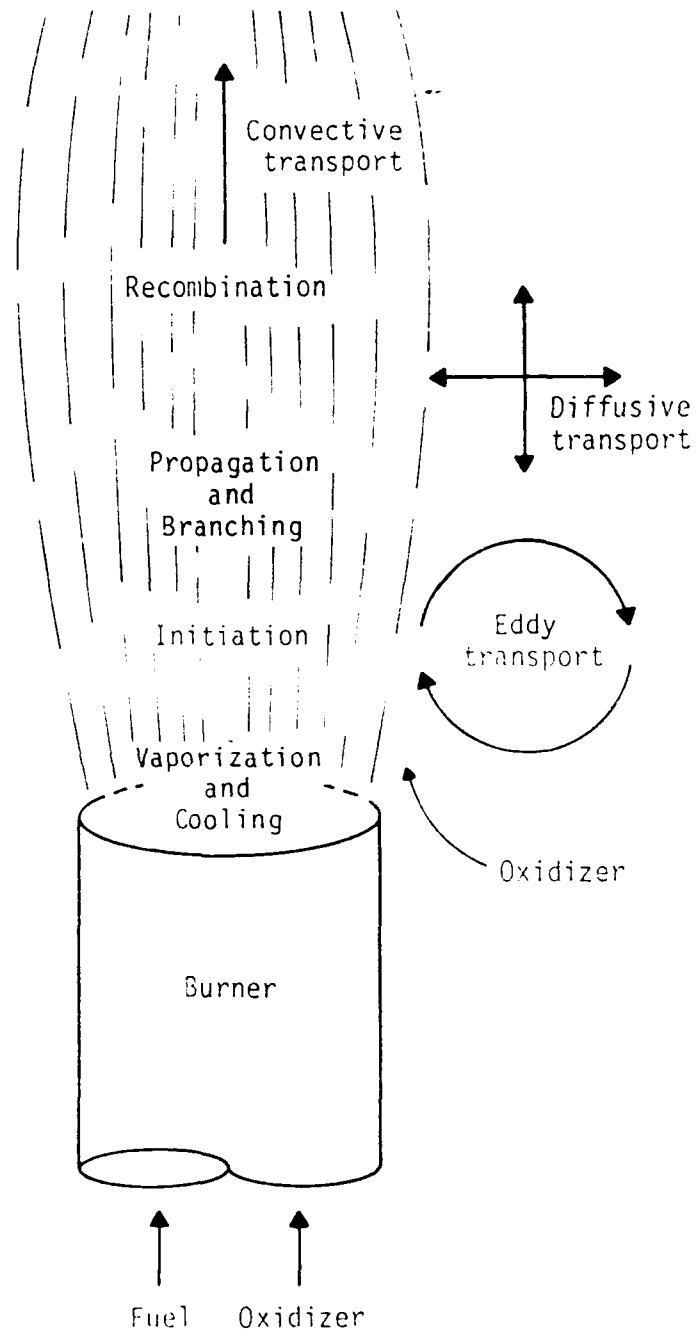 Convective
transport
Recombination
Diffusive
transport
Propagation
and
Branching
Initiation
Eddy
transport
Vaporization
and
Cooling
Oxidizer
Burner
Fuel Oxidizer